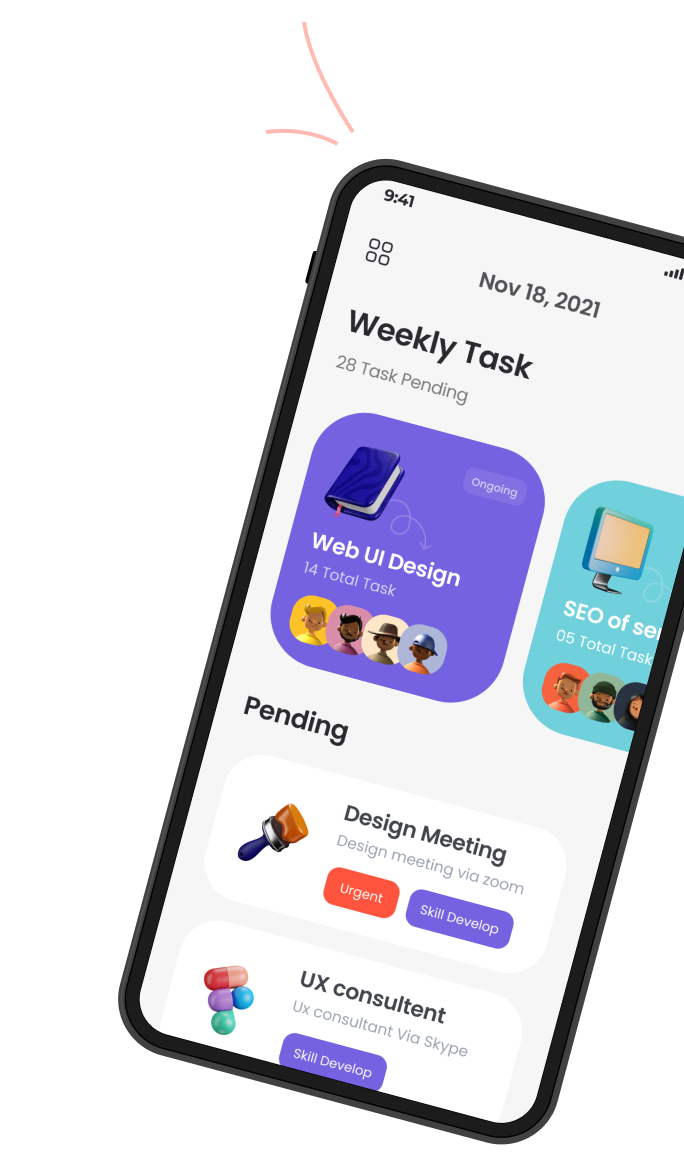 9:41
Nov 18, 2021
Weekly Task
28 Task Pending
Ongoing
Web UI Design
14 Total Task
SEO of
05 Total Task
Pending
Design Meeting
Design meeting via zoom
Urgent
Skill Develop
UX consultent
Ux consultant Via Skype
Skill Develop